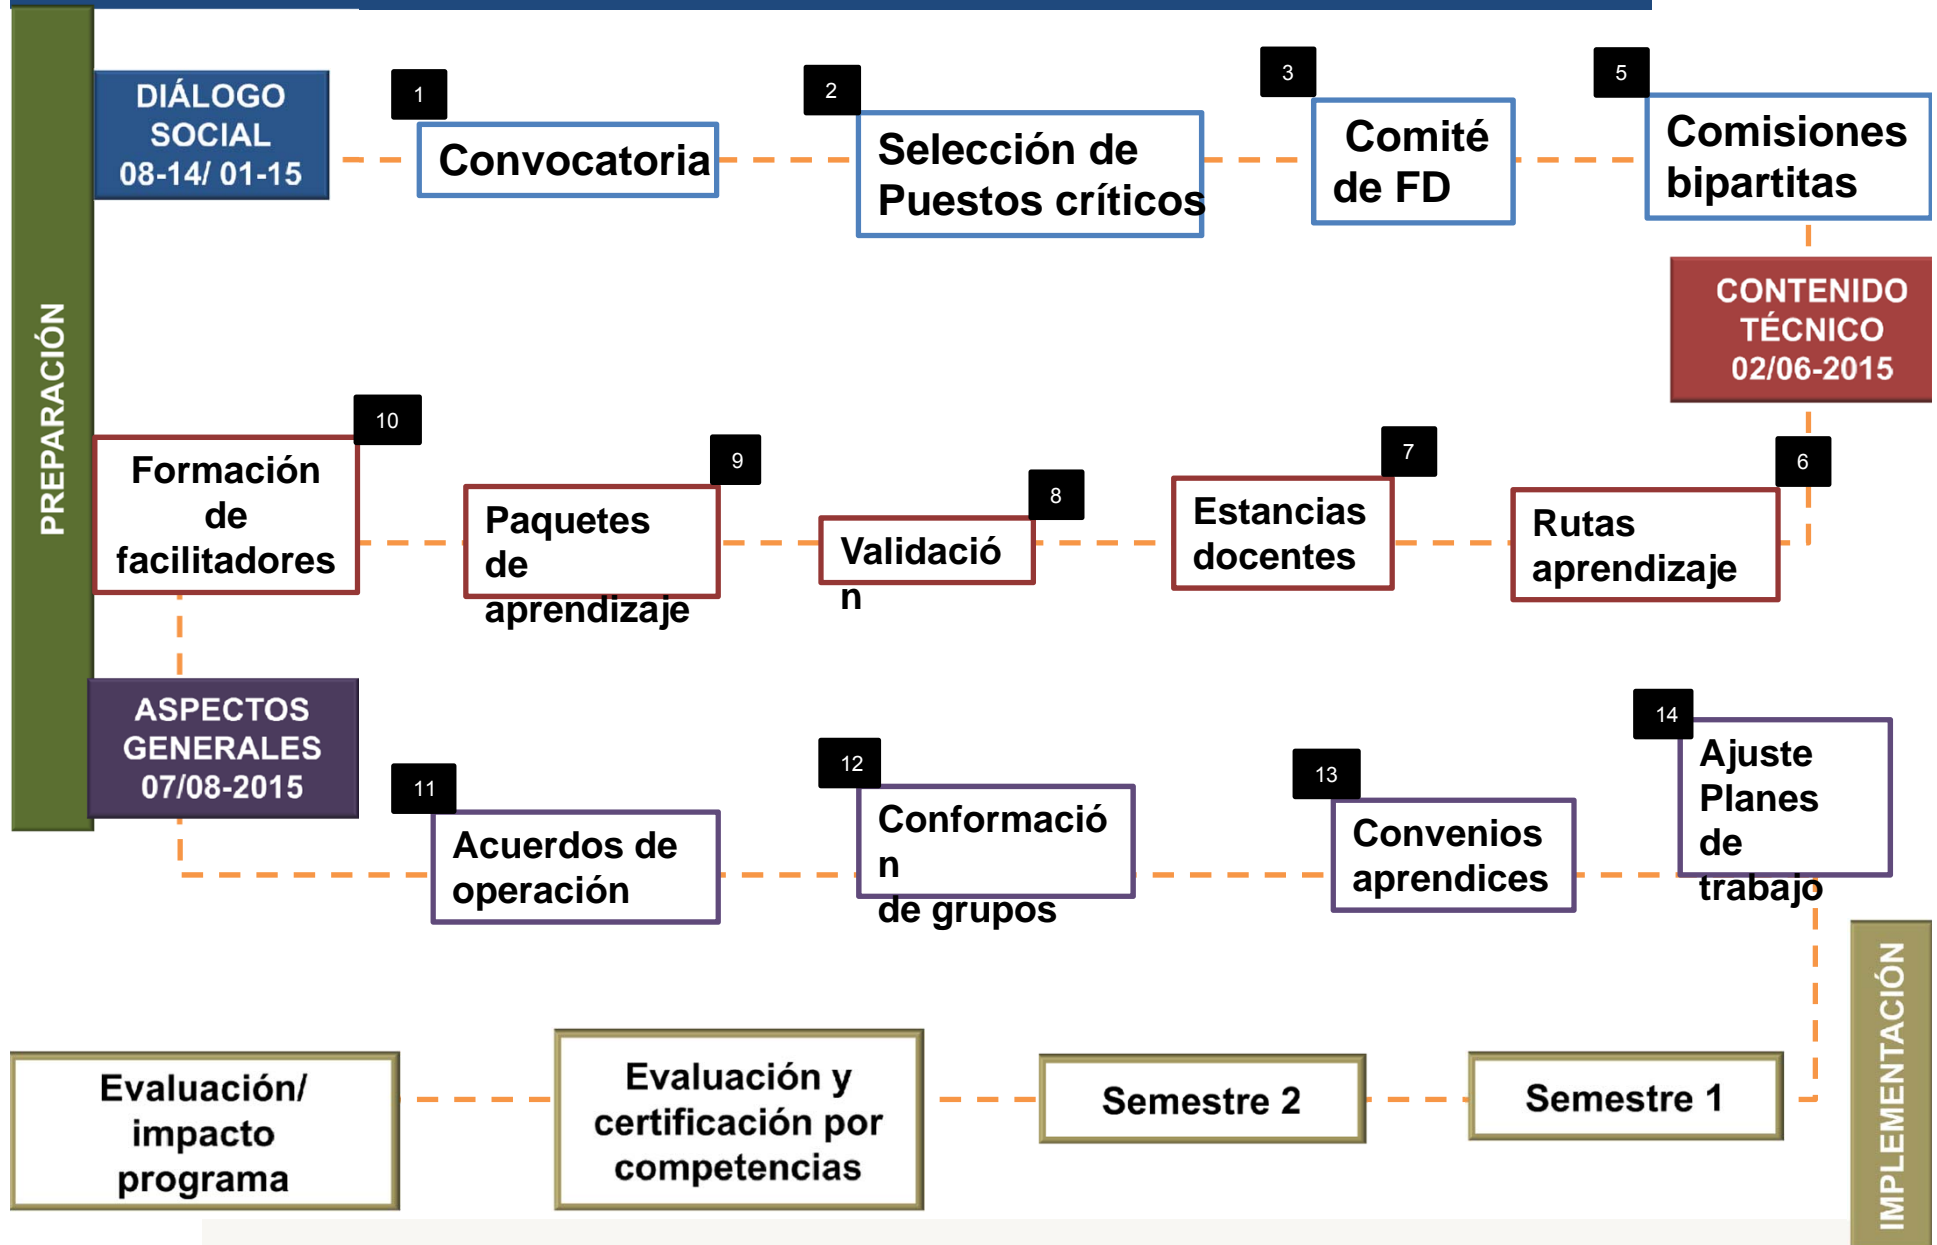 PREPARACIÓN
DIÁLOGO
SOCIAL
08-14/ 01-15
1
Convocatoria
2
Selección de
Puestos críticos
3
Comité
de FD
5
Comisiones
bipartitas
CONTENIDO
TÉCNICO
02/06-2015
6
Rutas
aprendizaje
7
Estancias
docentes
8
Validació
n
9
Paquetes
de
aprendizaje
10
Formación
de
facilitadores
ASPECTOS
GENERALES
07/08-2015
11
Acuerdos de
operación
12
Conformació
n
de grupos
13
Convenios
aprendices
14
Ajuste
Planes
de
trabajo
IMPLEMENTACIÓN
Semestre 1
Semestre 2
Evaluación y
certificación por
competencias
Evaluación/
impacto
programa